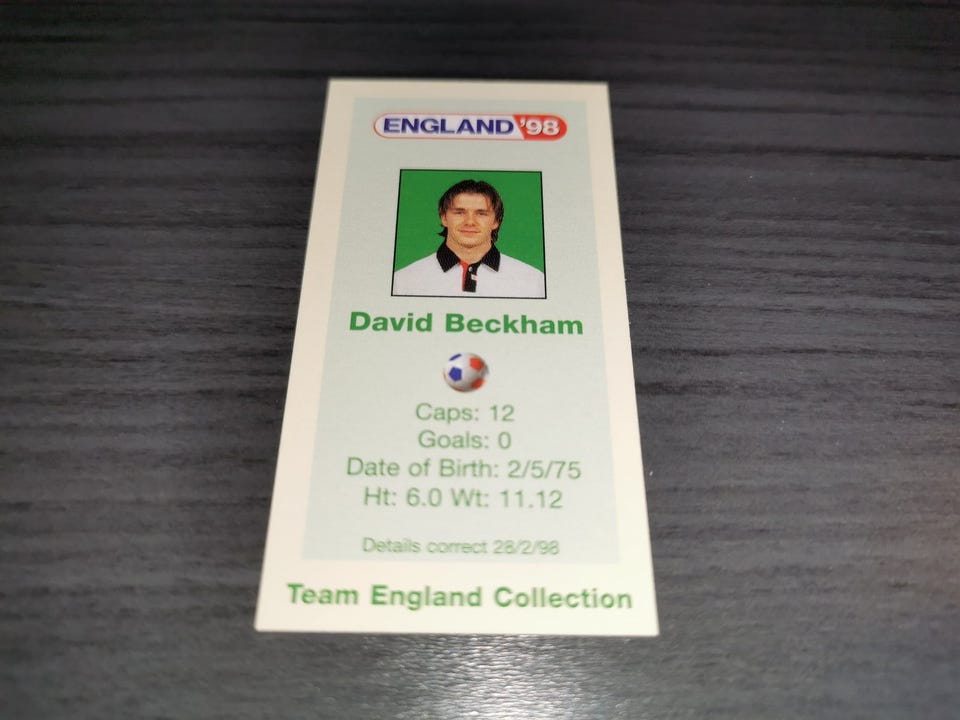 ENGLAND '98
David Beckham
Caps: 12
Goals: 0
Date of Birth: 2/5/75
Ht: 6.0 Wt: 11.12
Details correct 28/2/98
Team England Collection